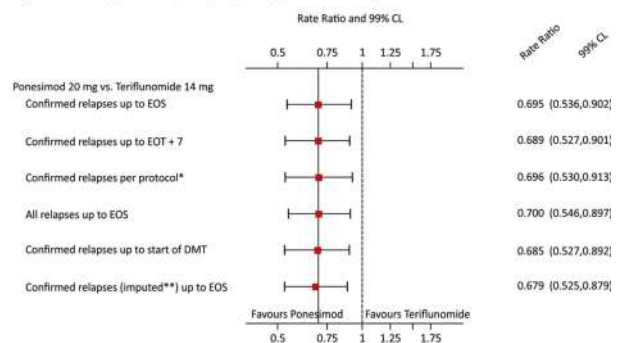 Rate Ratio and 99% CL
Rate Ratio 99% CL
0.5 0.75 1 1.25 1.75
Ponesimod 20 mg vs. Teriflunomide 14 mg
Confirmed relapses up to EOS 0.695 (0.536,0.902)
Confirmed relapses up to EOT + 7 0.689 (0.527,0.901)
Confirmed relapses per protocol* 0.696 (0.530,0.913)
All relapses up to EOS 0.700 (0.546,0.897)
Confirmed relapses up to start of DMT 0.685 (0.527,0.892)
Confirmed relapses (imputed**) up to EOS 0.679 (0.525,0.879)
Favours Ponesimod Favours Teriflunomide
0.5 0.75 1 1.25 1.75